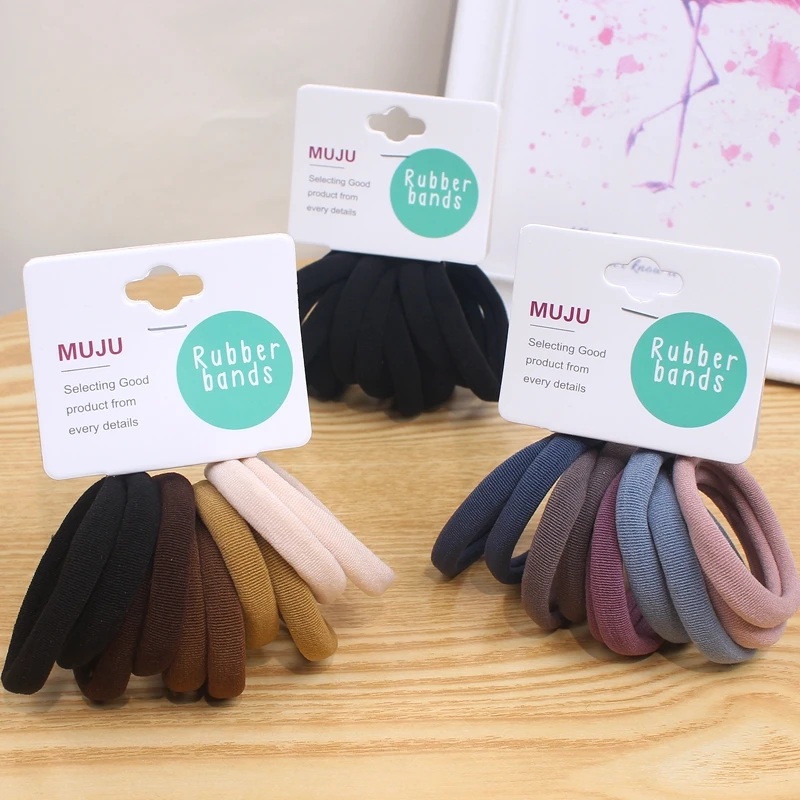 MUJU
Selecting Good
product from
every details
Rubber
bands
MUJU
Selecting Good
product from
every details
Rubber
bands
MUJU
Selecting Good
product from
every details
Rubber
bands